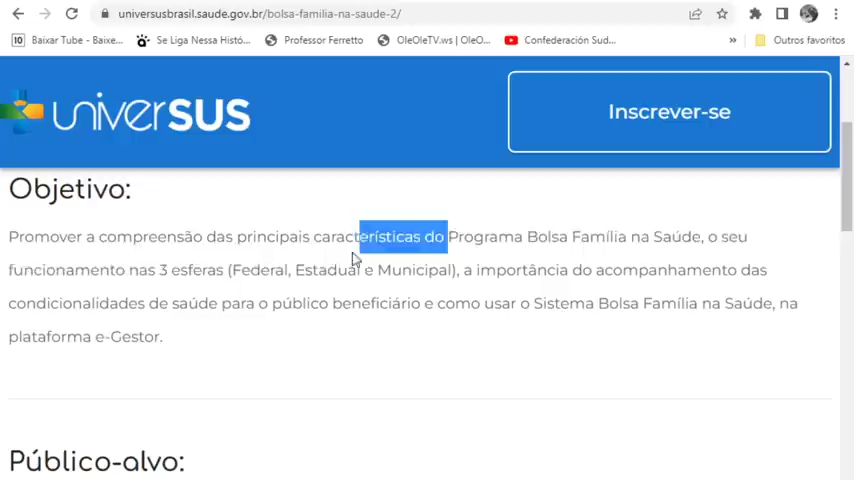 universusbrasil.saude.gov.br/bolsa-familia-na-saude-2/
10 Baixar Tube - Baixe... Se Liga Nessa Histó... Professor Ferretto OleOleTV.ws | OleO... Confederación Sud... » Outros favoritos
universus Inscrever-se
Objetivo:
Promover a compreensão das principais características do Programa Bolsa Família na Saúde, o seu
funcionamento nas 3 esferas (Federal, Estadual e Municipal), a importância do acompanhamento das
condicionalidades de saúde para o público beneficiário e como usar o Sistema Bolsa Família na Saúde, na
plataforma e-Gestor.
Público-alvo: